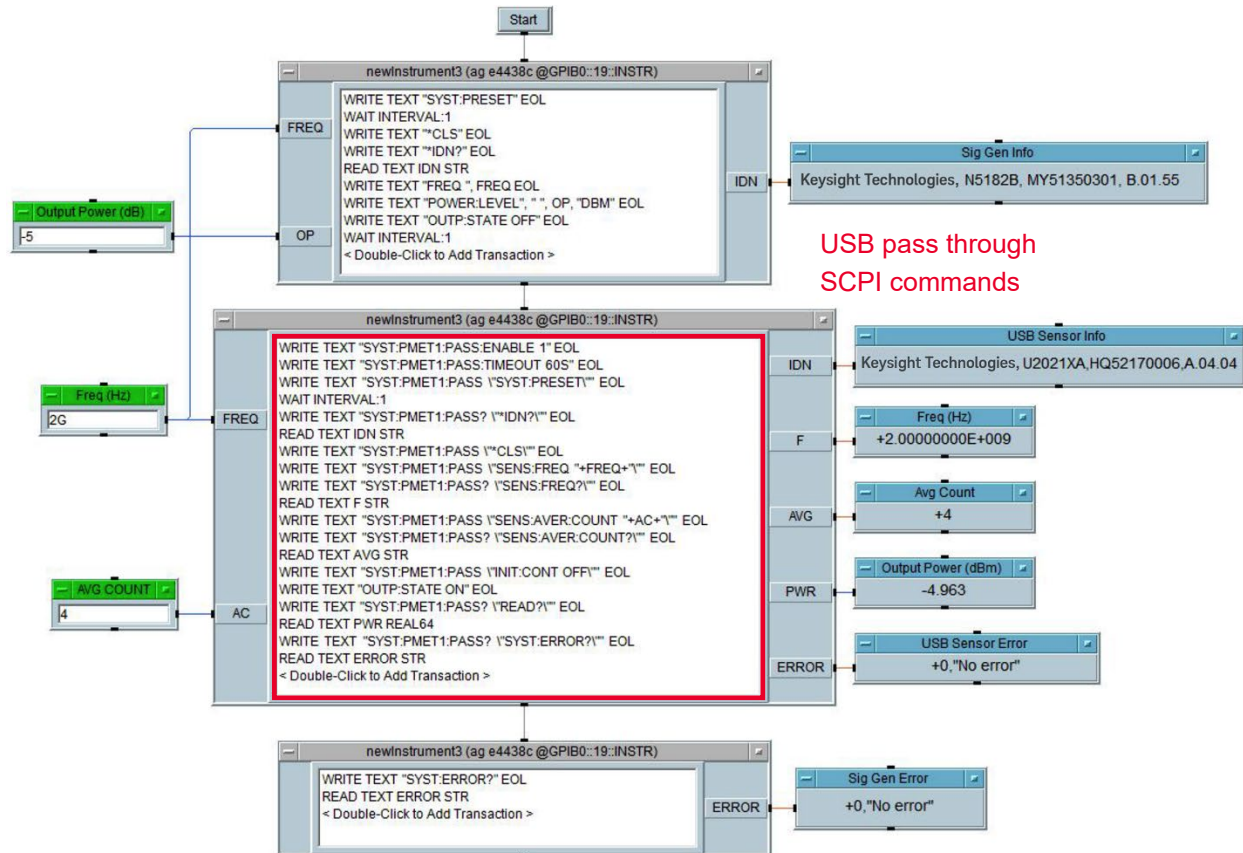 Start
newInstrument3 (ag e4438c @GPIB0::19::INSTR)
FREQ
OP
WRITE TEXT "SYST:PRESET" EOL
WAIT INTERVAL:1
WRITE TEXT "*CLS" EOL
WRITE TEXT "*IDN?" EOL
READ TEXT IDN STR
WRITE TEXT "FREQ ", FREQ EOL
WRITE TEXT "POWER:LEVEL", " ", OP, "DBM" EOL
WRITE TEXT "OUTP:STATE OFF" EOL
WAIT INTERVAL:1
< Double-Click to Add Transaction >
IDN
Sig Gen Info
Keysight Technologies, N5182B, MY51350301, B.01.55
Output Power (dB)
-5
USB pass through
SCPI commands
newInstrument3 (ag e4438c @GPIB0::19::INSTR)
Freq (Hz)
2G
AVG COUNT
4
FREQ
AC
WRITE TEXT "SYST:PMET1:PASS:ENABLE 1" EOL
WRITE TEXT "SYST:PMET1:PASS:TIMEOUT 60S" EOL
WRITE TEXT "SYST:PMET1:PASS \"SYST:PRESET\"" EOL
WAIT INTERVAL:1
WRITE TEXT "SYST:PMET1:PASS? \"*IDN?\"" EOL
READ TEXT IDN STR
WRITE TEXT "SYST:PMET1:PASS \"*CLS\"" EOL
WRITE TEXT "SYST:PMET1:PASS \"SENS:FREQ "+FREQ+"\"" EOL
WRITE TEXT "SYST:PMET1:PASS? \"SENS:FREQ?\"" EOL
READ TEXT F STR
WRITE TEXT "SYST:PMET1:PASS \"SENS:AVER:COUNT "+AC+"\"" EOL
WRITE TEXT "SYST:PMET1:PASS? \"SENS:AVER:COUNT?\"" EOL
READ TEXT AVG STR
WRITE TEXT "SYST:PMET1:PASS \"INIT:CONT OFF\"" EOL
WRITE TEXT "OUTP:STATE ON" EOL
WRITE TEXT "SYST:PMET1:PASS? \"READ?\"" EOL
READ TEXT PWR REAL64
WRITE TEXT "SYST:PMET1:PASS? \"SYST:ERROR?\"" EOL
READ TEXT ERROR STR
< Double-Click to Add Transaction >
IDN
F
AVG
PWR
ERROR
USB Sensor Info
Keysight Technologies, U2021XA,HQ52170006,A.04.04
Freq (Hz)
+2.00000000E+009
Avg Count
+4
Output Power (dBm)
-4.963
USB Sensor Error
+0,"No error"
newInstrument3 (ag e4438c @GPIB0::19::INSTR)
WRITE TEXT "SYST:ERROR?" EOL
READ TEXT ERROR STR
< Double-Click to Add Transaction >
ERROR
Sig Gen Error
+0,"No error"